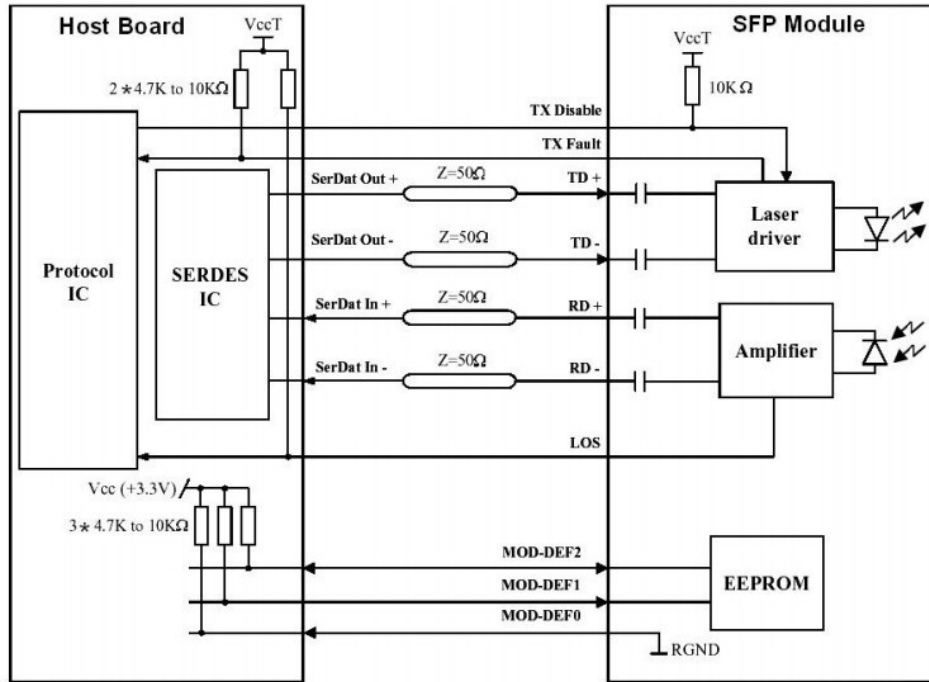 Host Board
SFP Module
VccT
VccT
2*4.7K to 10KΩ
10KΩ
TX Disable
TX Fault
SerDat Out +
Z=50Ω
TD +
SerDat Out -
Z=50Ω
TD -
Laser
driver
Protocol
IC
SERDES
IC
SerDat In +
Z=50Ω
RD +
SerDat In -
Z=50Ω
RD -
Amplifier
LOS
Vcc (+3.3V)
3*4.7K to 10KΩ
MOD-DEF2
MOD-DEF1
MOD-DEF0
EEPROM
RGND